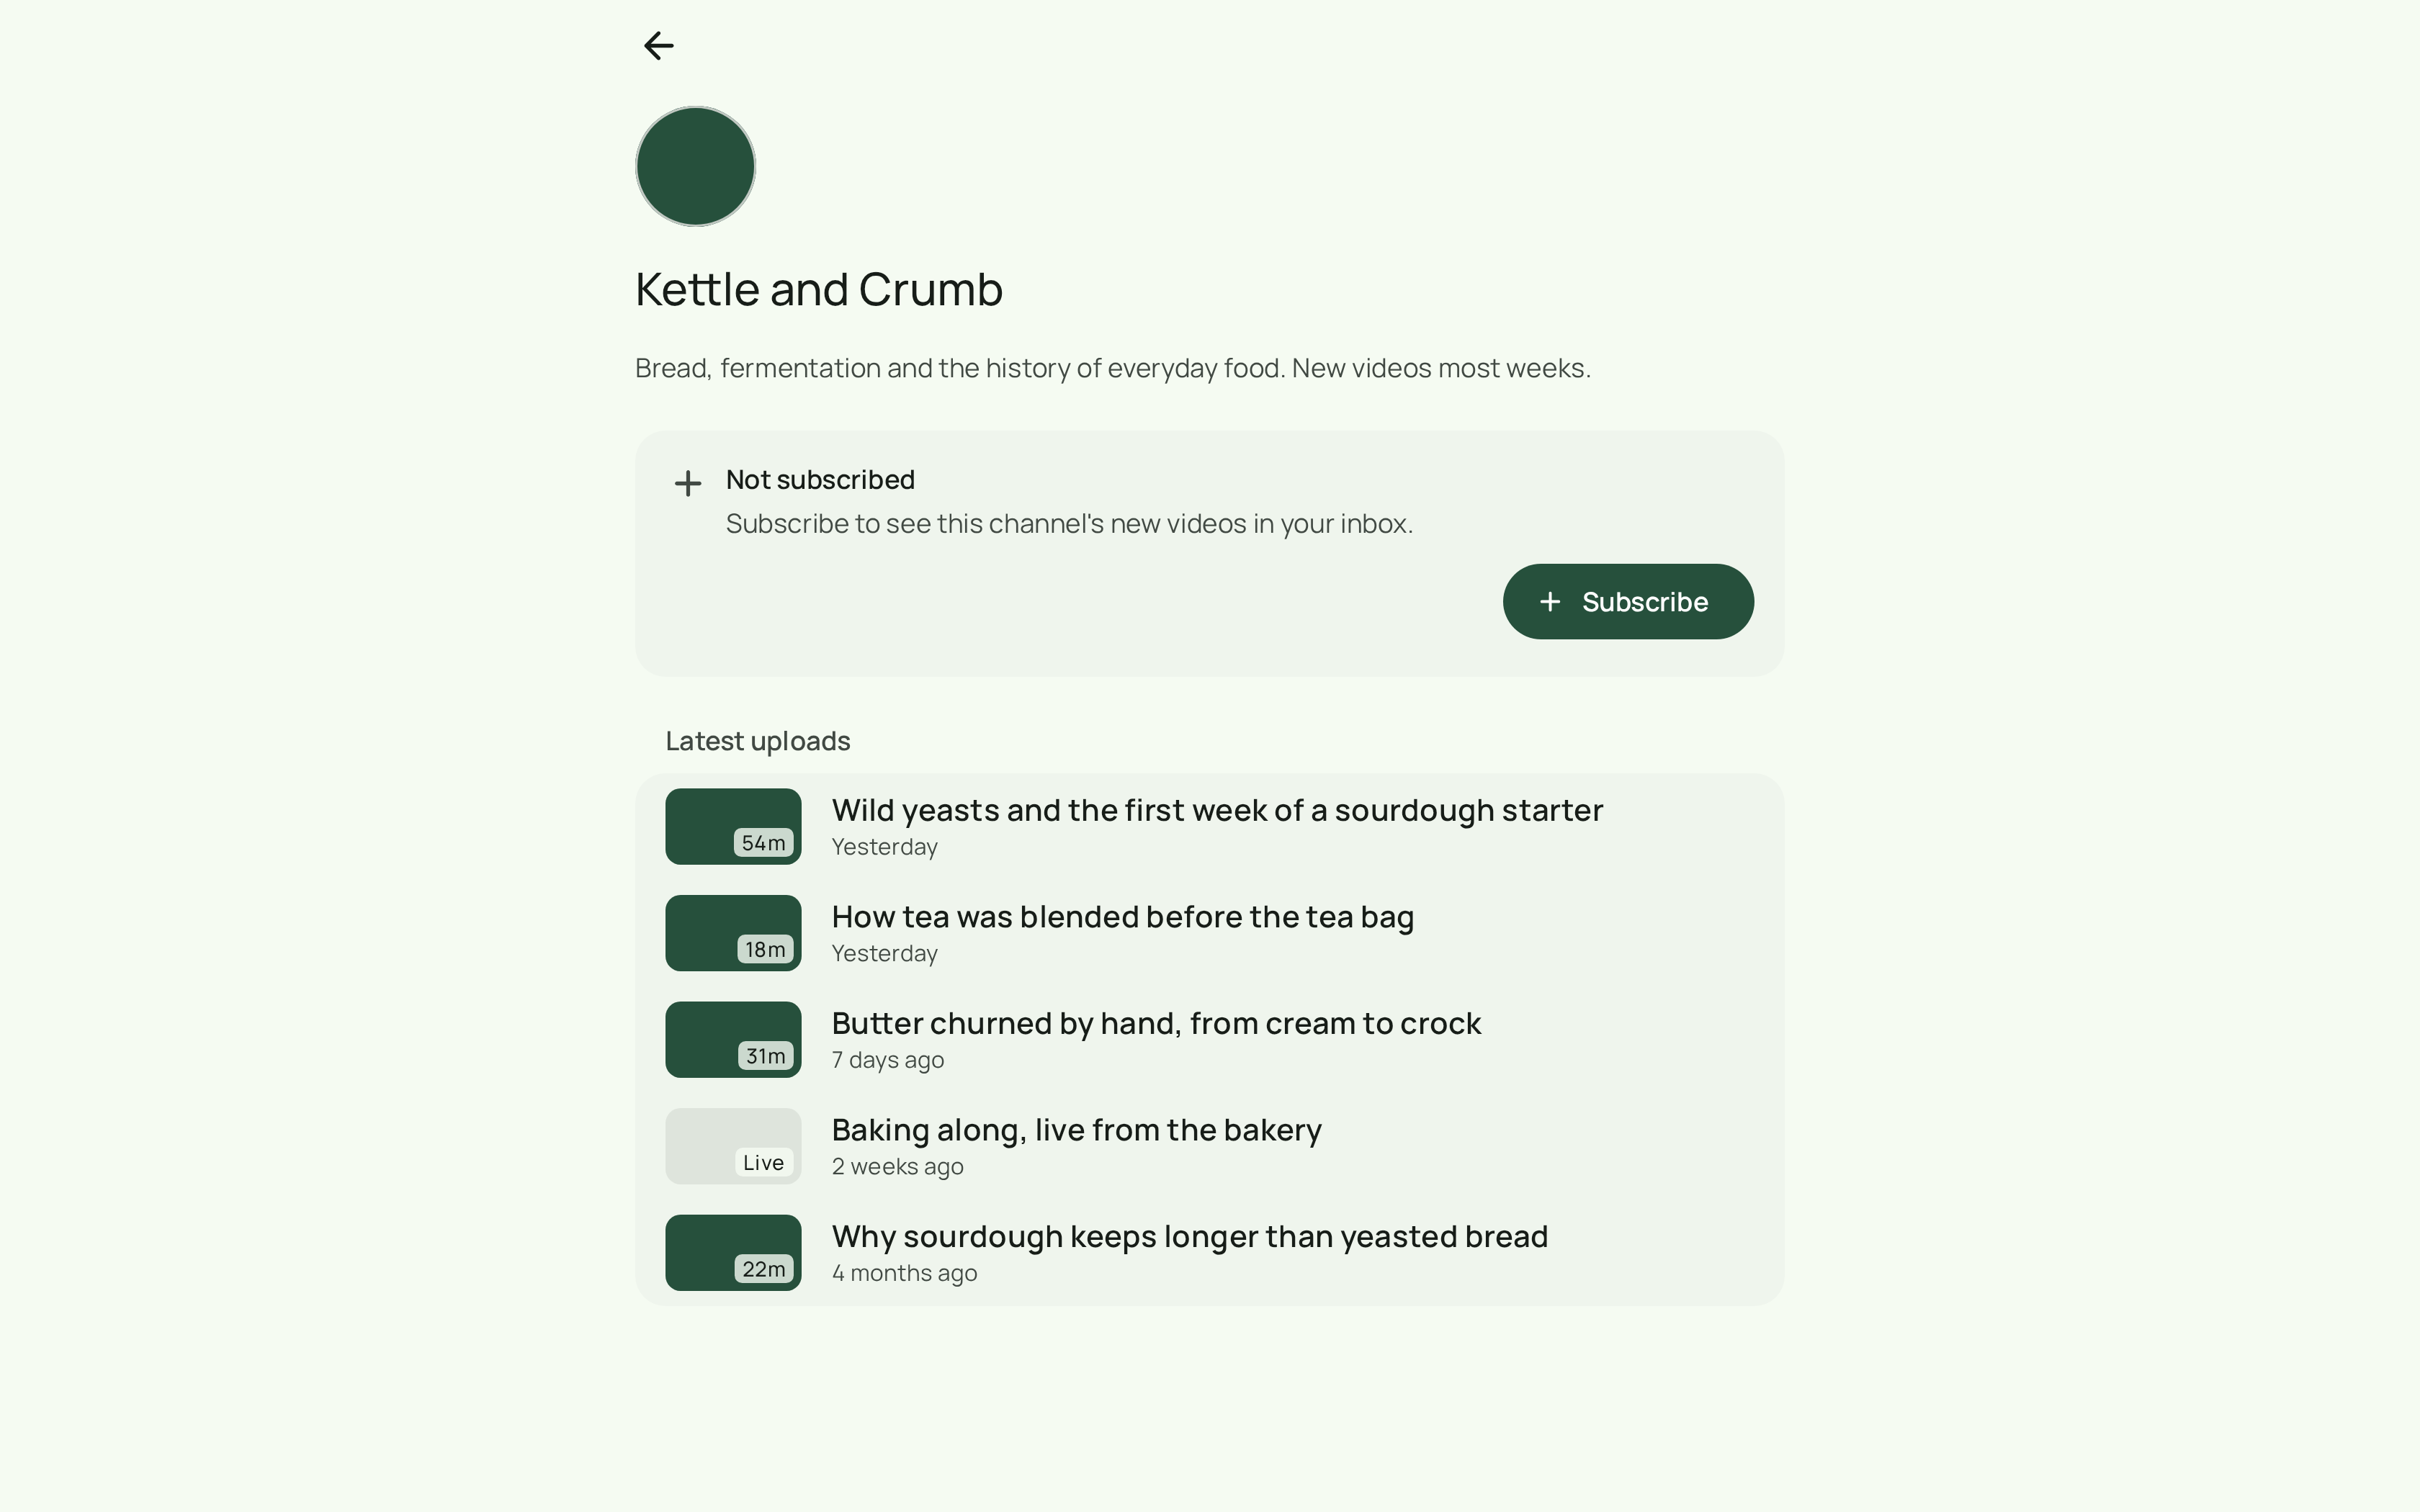 Kettle and Crumb
Bread, fermentation and the history of everyday food. New videos most weeks.
Not subscribed
Subscribe to see this channel's new videos in your inbox.
Subscribe
Latest uploads
54m
Wild yeasts and the first week of a sourdough starter
Yesterday
18m
How tea was blended before the tea bag
Yesterday
31m
Butter churned by hand, from cream to crock
7 days ago
Live
Baking along, live from the bakery
2 weeks ago
22m
Why sourdough keeps longer than yeasted bread
4 months ago